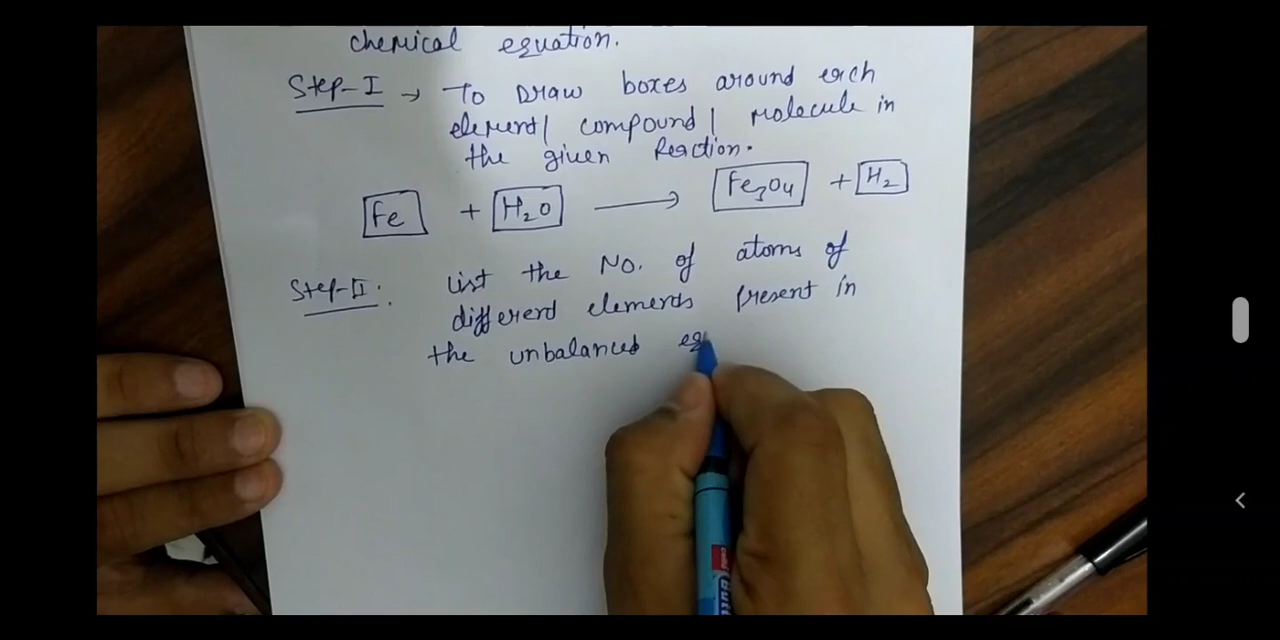 chemical equation.
Step-I → To Draw boxes around each
element/ compound/ molecule in
the given Reaction.
Fe + H₂O → Fe₃O₄ + H₂
Step-II: List the No. of atoms of
different elements present in
the unbalanced eq